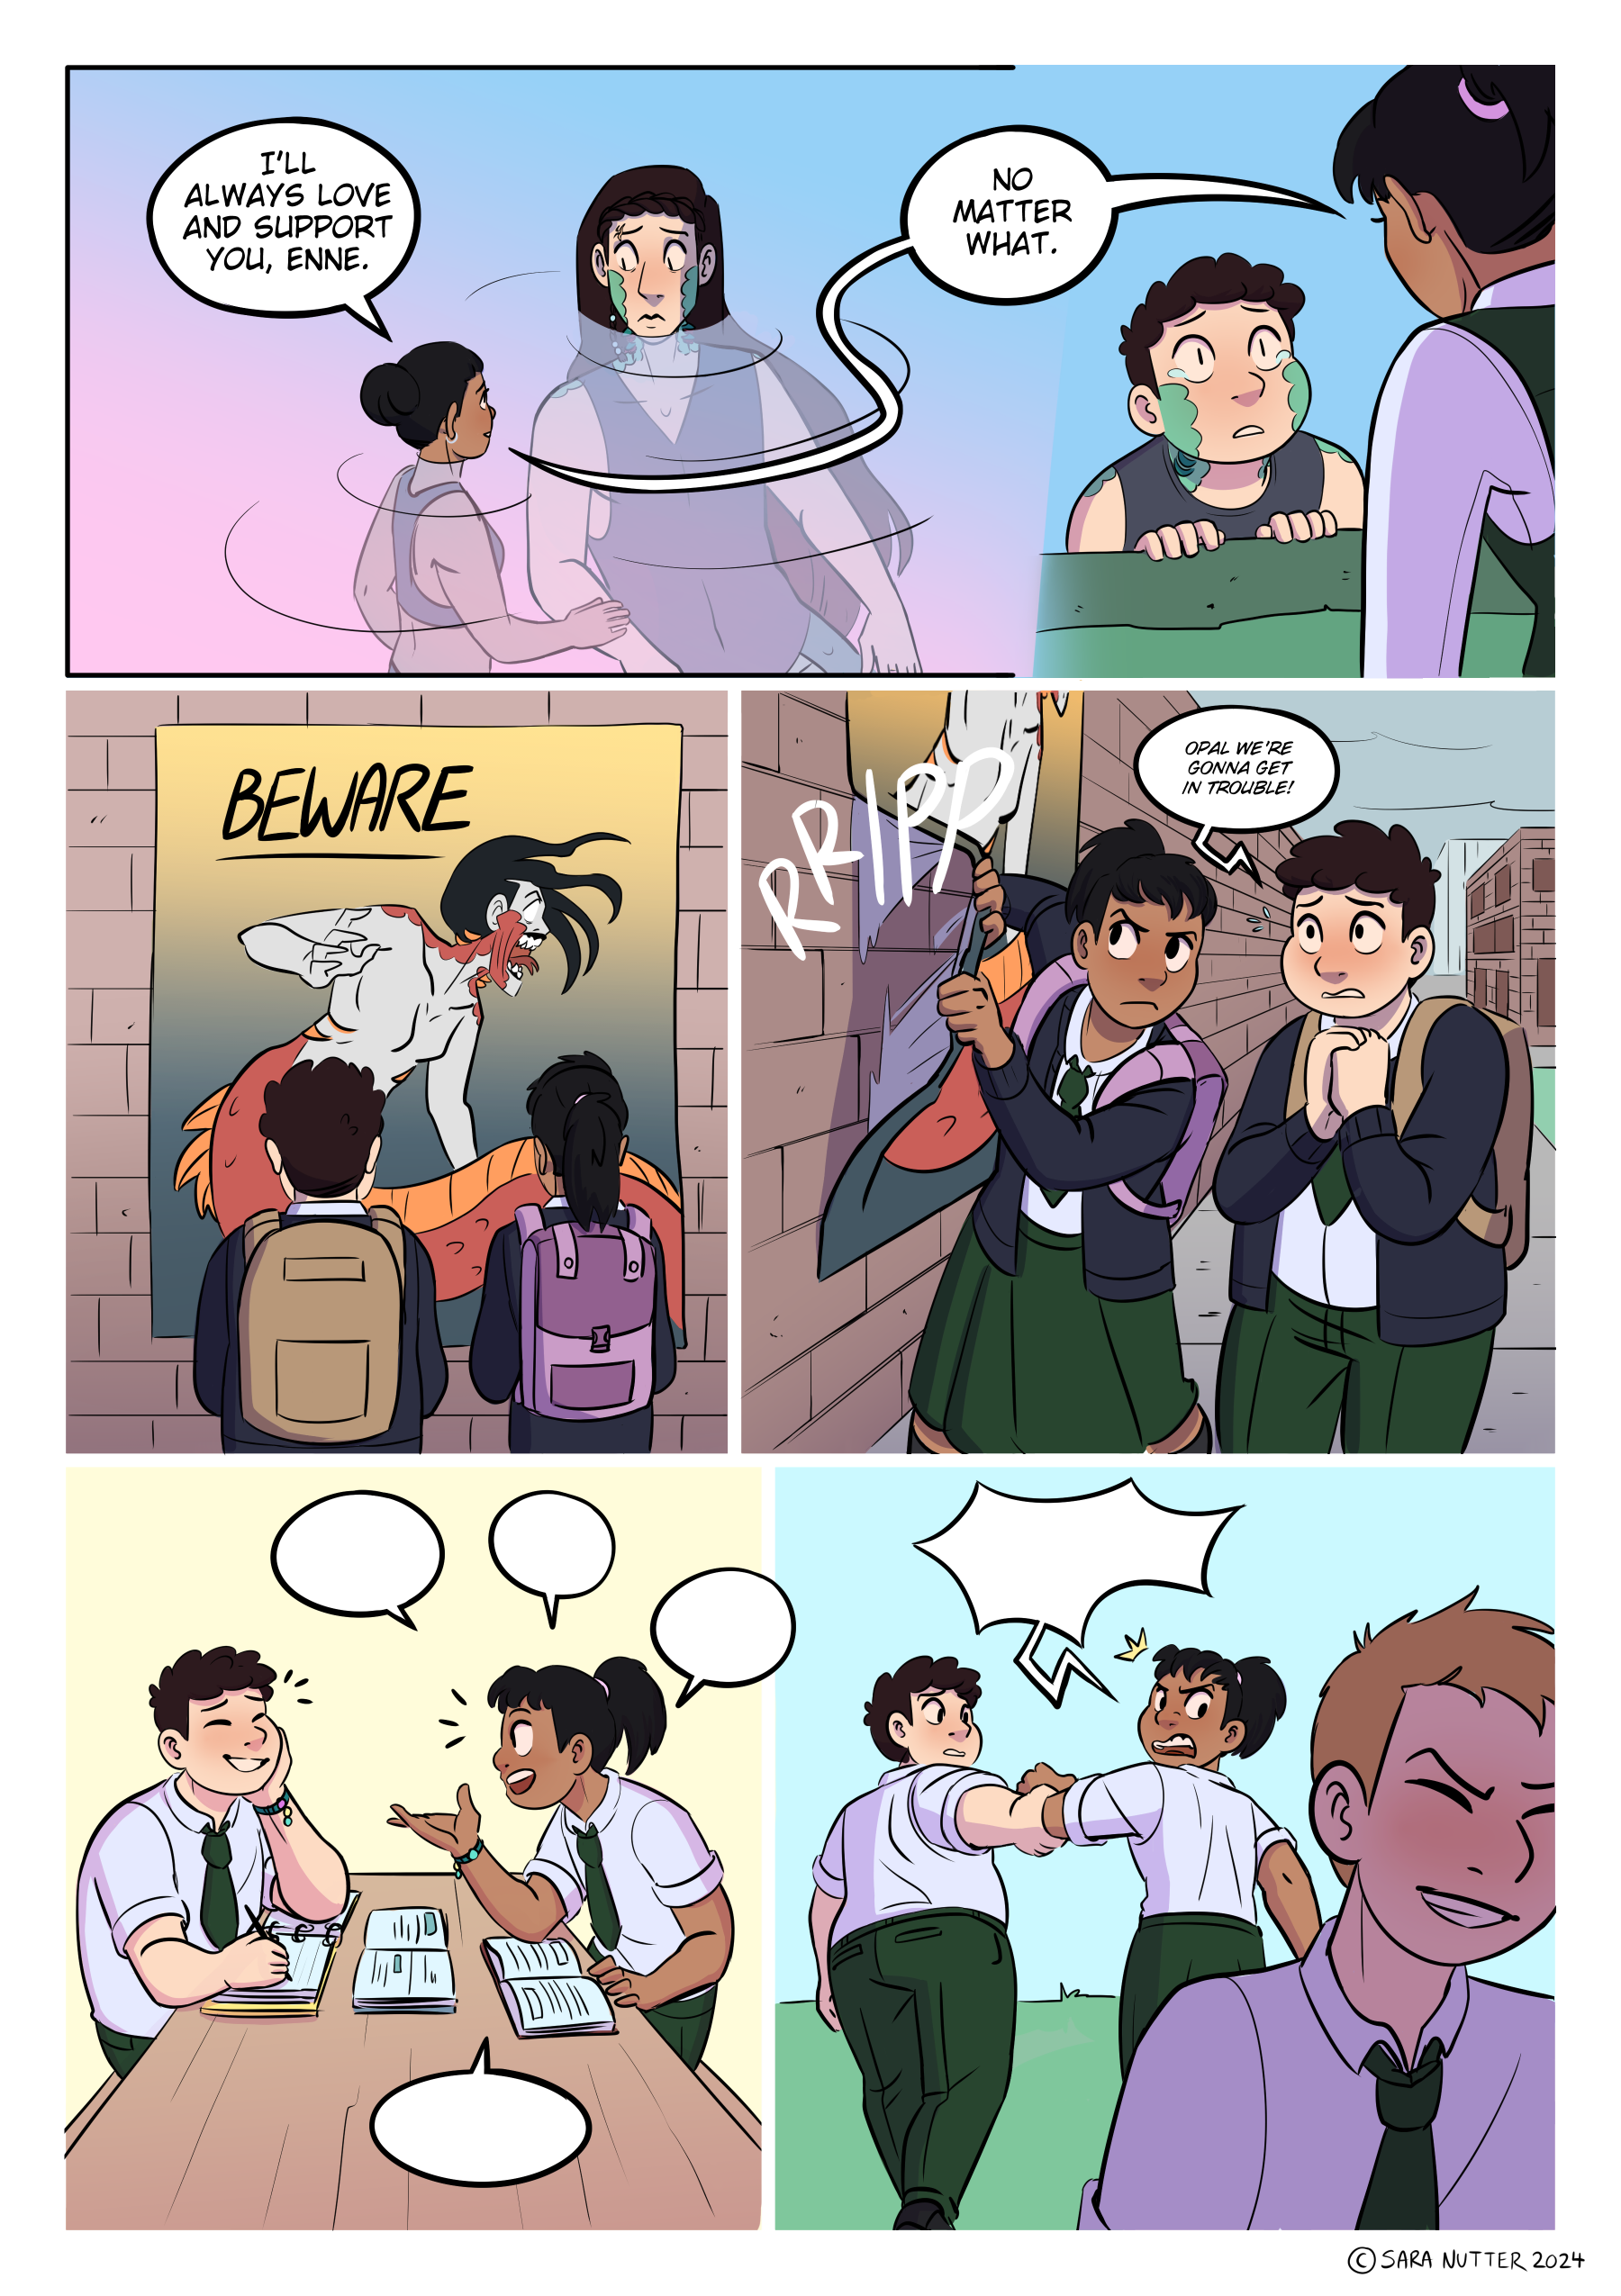 I'LL
ALWAYS LOVE
AND SUPPORT
YOU, ENNE.
NO
MATTER
WHAT.
BEWARE
RRIPP
OPAL WE'RE
GONNA GET
IN TROUBLE!
© SARA NUTTER 2024